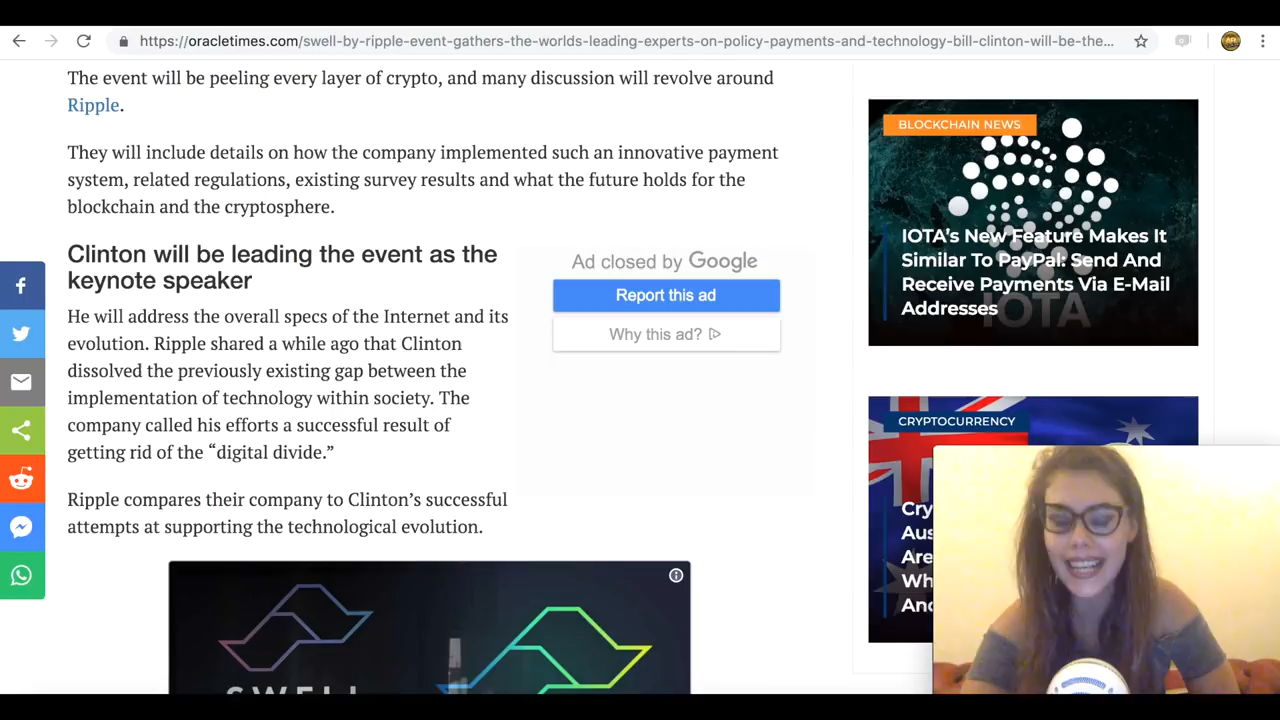 https://oracletimes.com/swell-by-ripple-event-gathers-the-worlds-leading-experts-on-policy-payments-and-technology-bill-clinton-will-be-the...
The event will be peeling every layer of crypto, and many discussion will revolve around
Ripple.
They will include details on how the company implemented such an innovative payment
system, related regulations, existing survey results and what the future holds for the
blockchain and the cryptosphere.
Clinton will be leading the event as the
keynote speaker
He will address the overall specs of the Internet and its
evolution. Ripple shared a while ago that Clinton
dissolved the previously existing gap between the
implementation of technology within society. The
company called his efforts a successful result of
getting rid of the “digital divide.”
Ripple compares their company to Clinton’s successful
attempts at supporting the technological evolution.
Ad closed by Google
Report this ad
Why this ad?
SWELL
BLOCKCHAIN NEWS
IOTA’s New Feature Makes It
Similar To PayPal: Send And
Receive Payments Via E-Mail
Addresses
IOTA
CRYPTOCURRENCY